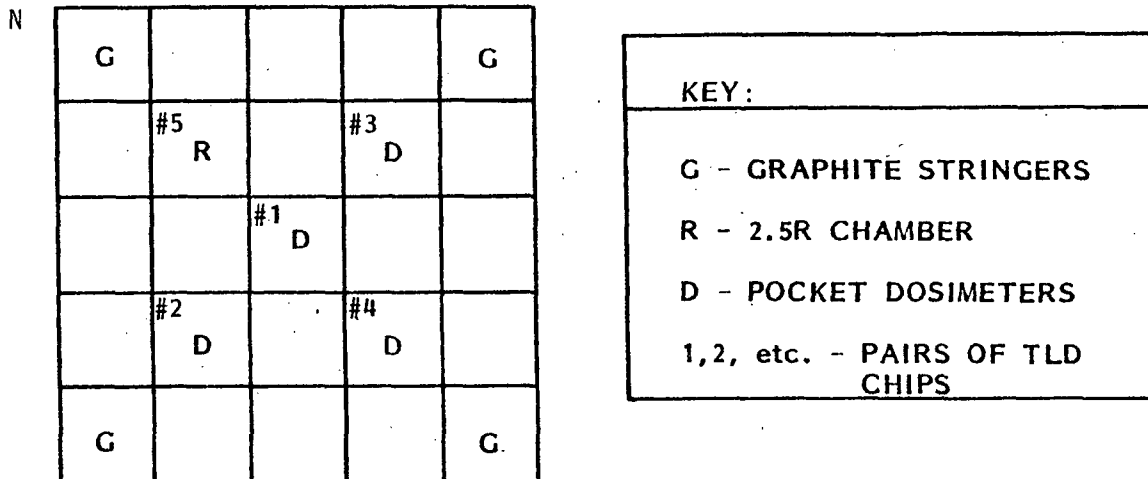 N
G G
#5 #3
R D
#1
D
#2 #4
D D
G G.
KEY:
G - GRAPHITE STRINGERS
R - 2.5R CHAMBER
D - POCKET DOSIMETERS
1,2, etc. - PAIRS OF TLD
CHIPS